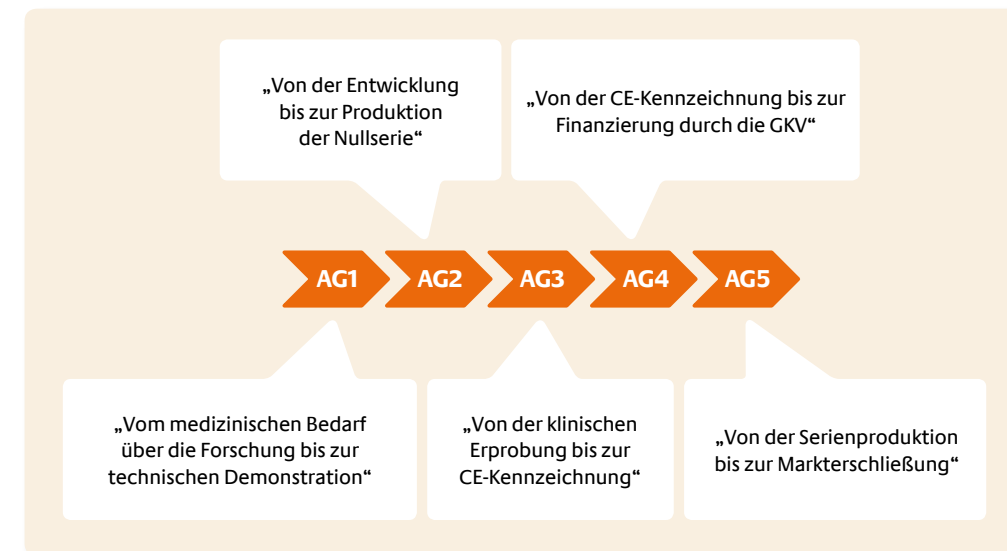 „Von der Entwicklung
bis zur Produktion
der Nullserie“
„Von der CE-Kennzeichnung bis zur
Finanzierung durch die GKV“
AG1
AG2
AG3
AG4
AG5
„Vom medizinischen Bedarf
über die Forschung bis zur
technischen Demonstration“
„Von der klinischen
Erprobung bis zur
CE-Kennzeichnung“
„Von der Serienproduktion
bis zur Markterschließung“